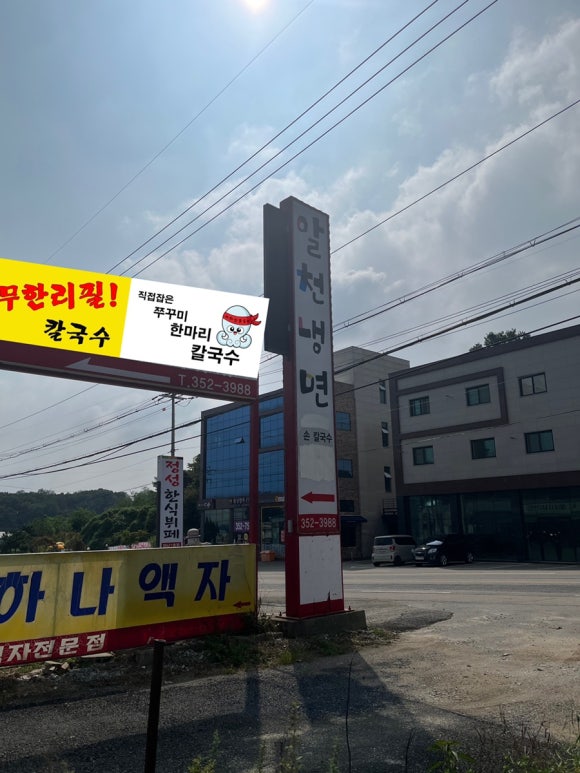 무한리필!
칼국수
직접잡은
쭈꾸미
한마리
칼국수
T.352-3988
알천냉면
손 칼국수
352-3988
정성한식뷔페
하나액자
액자전문점